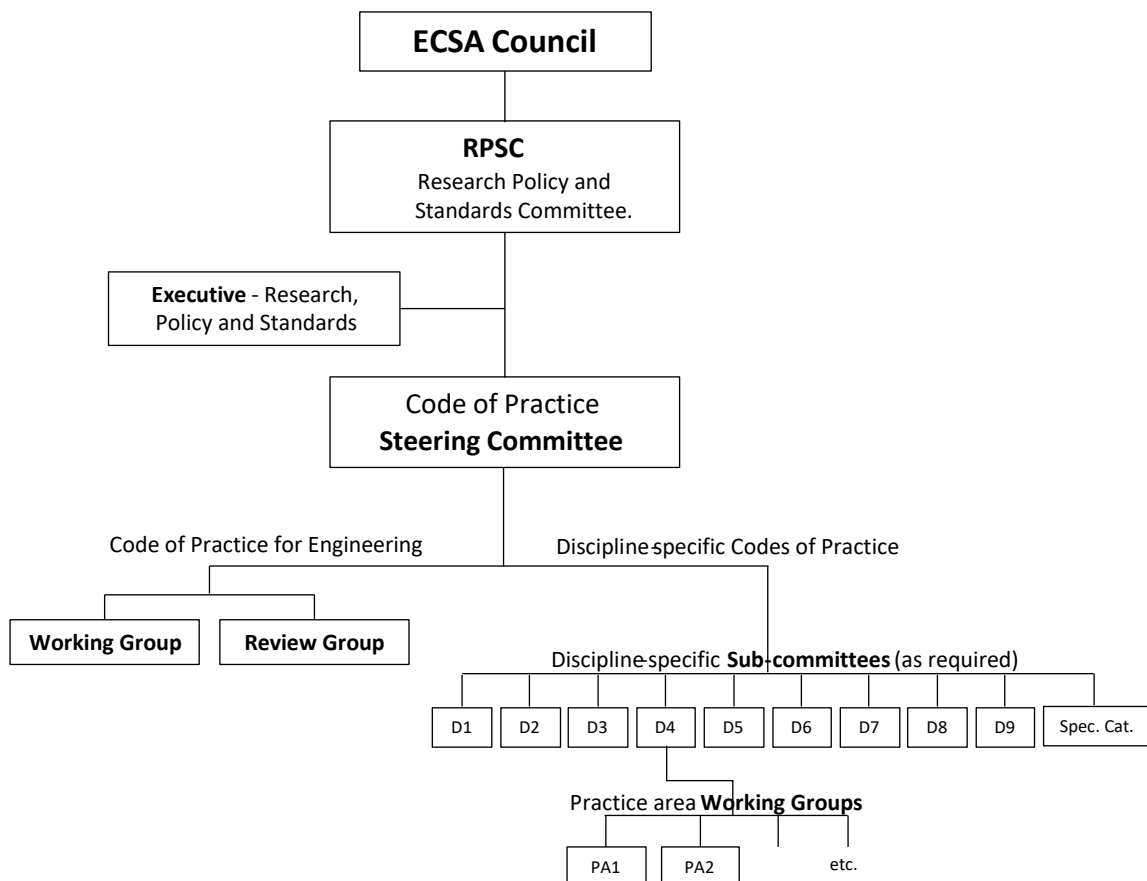 ECSA Council
RPSC
Research Policy and
Standards Committee.
Executive - Research,
Policy and Standards
Code of Practice
Steering Committee
Code of Practice for Engineering
Discipline-specific Codes of Practice
Working Group
Review Group
Discipline-specific Sub-committees (as required)
D1
D2
D3
D4
D5
D6
D7
D8
D9
Spec. Cat.
Practice area Working Groups
PA1
PA2
etc.